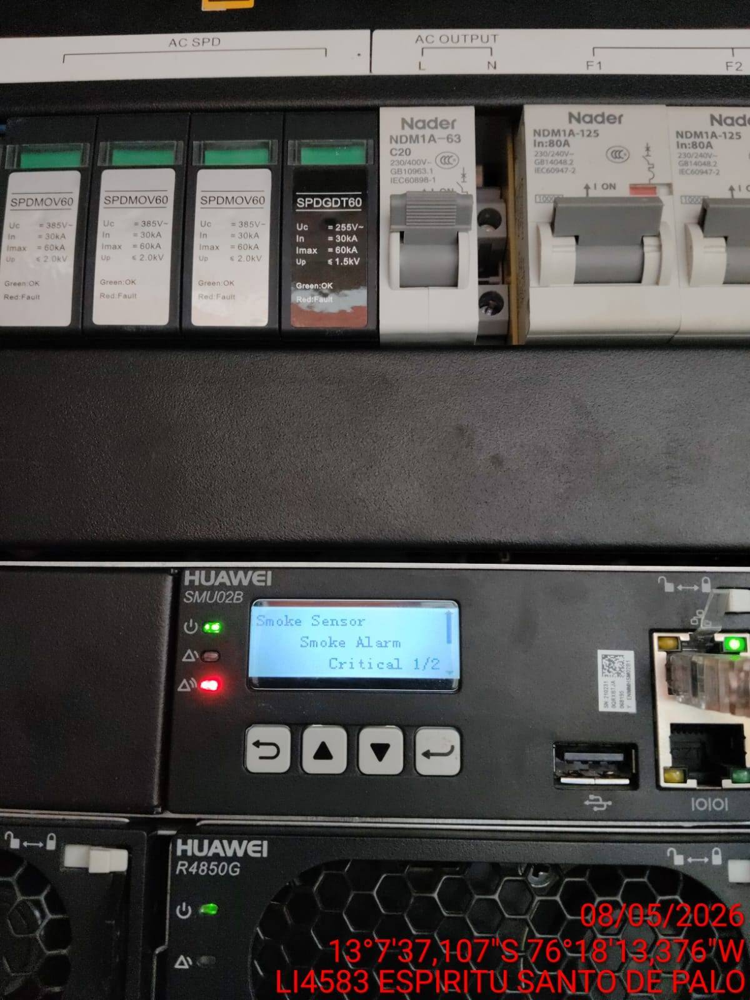 AC SPD
AC OUTPUT
L N F1 F2
SPDMOV60
Uc = 385V~
In = 30kA
Imax = 60kA
Up ≤ 2.0kV
Green:OK
Red:Fault
SPDMOV60
Uc = 385V~
In = 30kA
Imax = 60kA
Up ≤ 2.0kV
Green:OK
Red:Fault
SPDMOV60
Uc = 385V~
In = 30kA
Imax = 60kA
Up ≤ 2.0kV
Green:OK
Red:Fault
SPDGDT60
Uc = 255V~
In = 30kA
Imax = 60kA
Up ≤ 1.5kV
Green:OK
Red:Fault
Nader
NDM1A-63
C20
CCC
230/400V~
GB10963.1
IEC60898-1
I ON
Nader
NDM1A-125
In:80A
CCC
230/240V~
GB14048.2
IEC60947-2
I ON
10000
Nad
NDM1A-125
In:80A
230/240V~
GB14048.2
IEC60947-2
10000
HUAWEI
SMU02B
Smoke Sensor
Smoke Alarm
Critical 1/2
|O|O|
HUAWEI
R4850G
08/05/2026
13°7'37,107"S 76°18'13,376"W
LI4583 ESPIRITU SANTO DE PALO